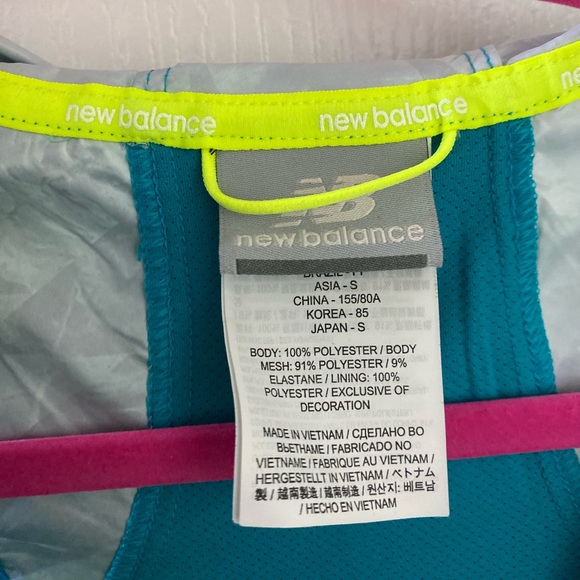 new balance
new balance
NB
new balance
BRAZIL - P
ASIA - S
CHINA - 155/80A
KOREA - 85
JAPAN - S
BODY: 100% POLYESTER / BODY
MESH: 91% POLYESTER / 9%
ELASTANE / LINING: 100%
POLYESTER / EXCLUSIVE OF
DECORATION
MADE IN VIETNAM / СДЕЛАНО ВО
ВЬЕТНАМЕ / FABRICADO NO
VIETNAME / FABRIQUE AU VIETNAM /
HERGESTELLT IN VIETNAM / ベトナム
製 / 越南製造 / 越南制造 / 원산지: 베트남
/ HECHO EN VIETNAM